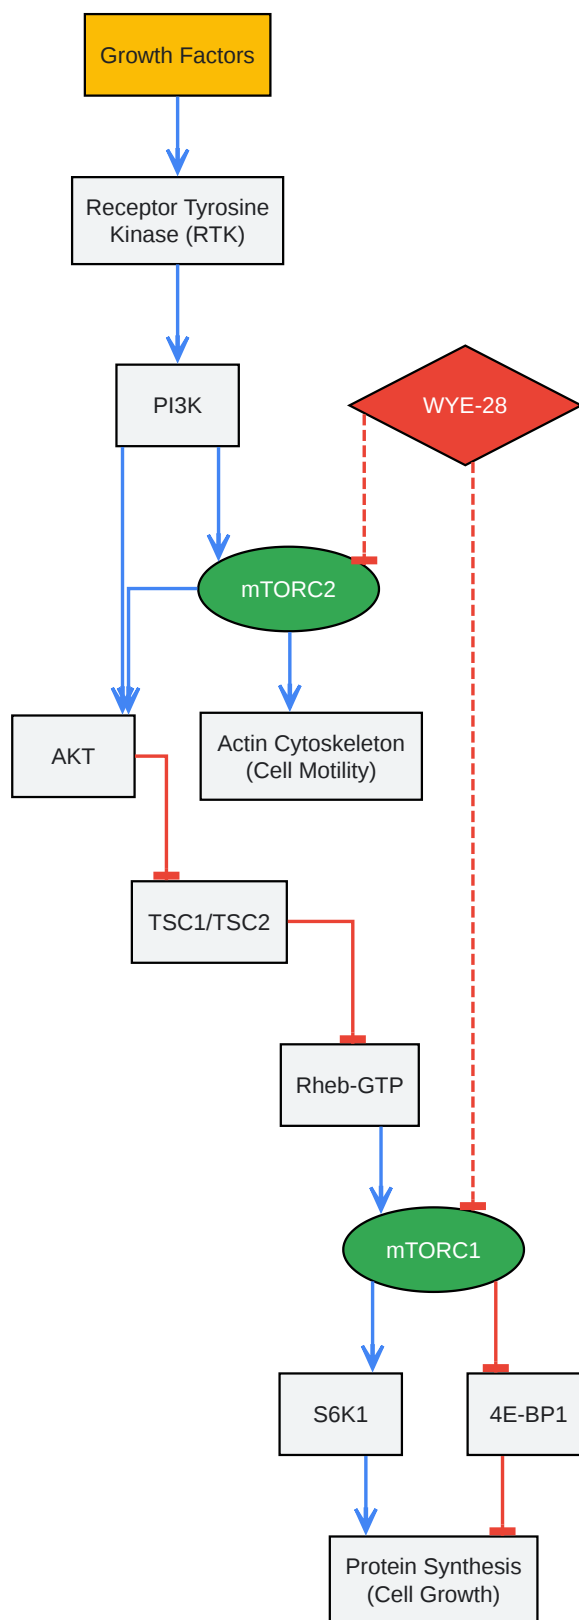 Growth Factors
Receptor Tyrosine
Kinase (RTK)
PI3K
WYE-28
mTORC2
AKT
Actin Cytoskeleton
(Cell Motility)
TSC1/TSC2
Rheb-GTP
mTORC1
S6K1
4E-BP1
Protein Synthesis
(Cell Growth)